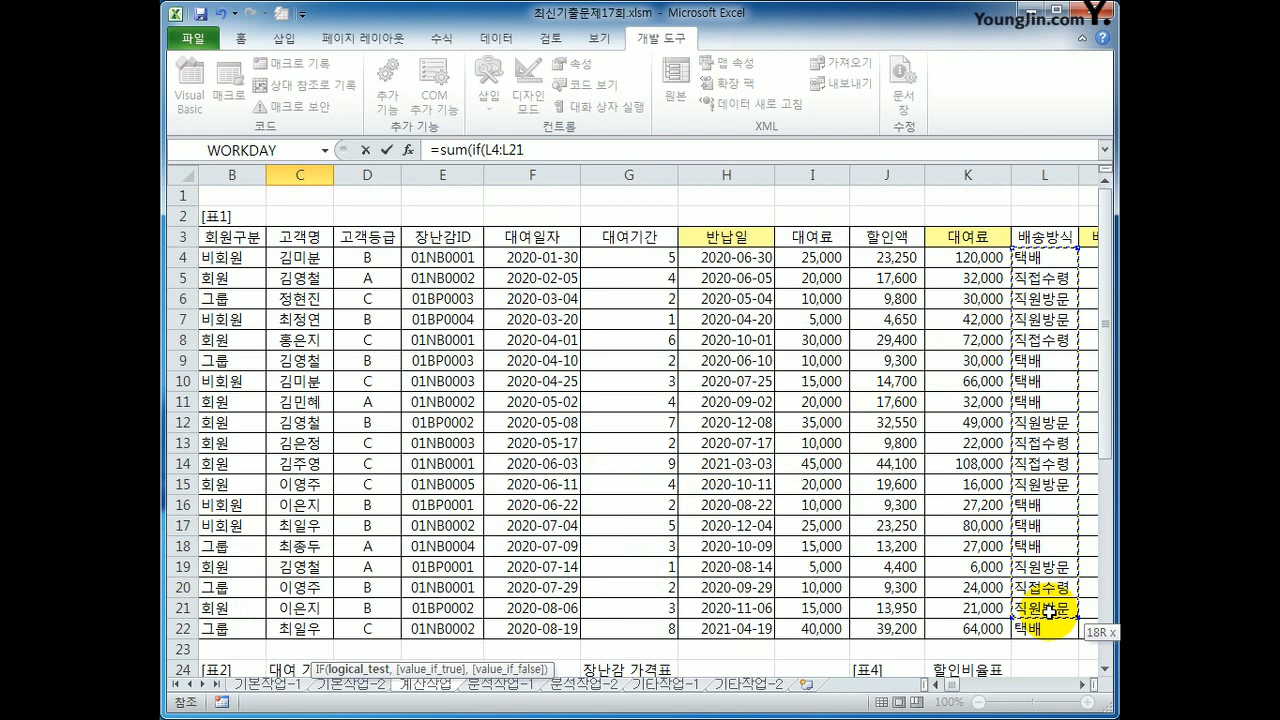 최신기출문제17회.xlsm - Microsoft Excel
YoungJin.com Y.
파일 홈 삽입 페이지 레이아웃 수식 데이터 검토 보기 개발 도구
Visual Basic 매크로 매크로 기록 상대 참조로 기록 매크로 보안 추가 기능 COM 추가 기능 삽입 디자인 모드 속성 코드 보기 대화 상자 실행 원본 맵 속성 확장 팩 데이터 새로 고침 가져오기 내보내기 문서 창
코드 추가 기능 컨트롤 XML 수정
WORKDAY fx =sum(if(L4:L21
B C D E F G H I J K L
1
2 [표1]
3 회원구분 고객명 고객등급 장난감ID 대여일자 대여기간 반납일 대여료 할인액 대여료 배송방식
4 비회원 김미분 B 01NB0001 2020-01-30 5 2020-06-30 25,000 23,250 120,000 택배
5 회원 김영철 A 01NB0002 2020-02-05 4 2020-06-05 20,000 17,600 32,000 직접수령
6 그룹 정현진 C 01BP0003 2020-03-04 2 2020-05-04 10,000 9,800 30,000 직원방문
7 비회원 최정연 B 01BP0004 2020-03-20 1 2020-04-20 5,000 4,650 42,000 직원방문
8 회원 홍은지 C 01NB0001 2020-04-01 6 2020-10-01 30,000 29,400 72,000 직접수령
9 그룹 김영철 B 01BP0003 2020-04-10 2 2020-06-10 10,000 9,300 30,000 택배
10 비회원 김미분 C 01NB0003 2020-04-25 3 2020-07-25 15,000 14,700 66,000 택배
11 회원 김민혜 A 01NB0002 2020-05-02 4 2020-09-02 20,000 17,600 32,000 택배
12 회원 김영철 B 01BP0002 2020-05-08 7 2020-12-08 35,000 32,550 49,000 직원방문
13 회원 김은정 C 01NB0003 2020-05-17 2 2020-07-17 10,000 9,800 22,000 직접수령
14 회원 김주영 C 01NB0001 2020-06-03 9 2021-03-03 45,000 44,100 108,000 직접수령
15 회원 이영주 C 01NB0005 2020-06-11 4 2020-10-11 20,000 19,600 16,000 직원방문
16 비회원 이은지 B 01BP0001 2020-06-22 2 2020-08-22 10,000 9,300 27,200 택배
17 비회원 최일우 B 01NB0002 2020-07-04 5 2020-12-04 25,000 23,250 80,000 택배
18 그룹 최종두 A 01NB0004 2020-07-09 3 2020-10-09 15,000 13,200 27,000 택배
19 회원 김영철 A 01BP0001 2020-07-14 1 2020-08-14 5,000 4,400 6,000 직원방문
20 그룹 이영주 B 01NB0001 2020-07-29 2 2020-09-29 10,000 9,300 24,000 직접수령
21 회원 이은지 B 01BP0002 2020-08-06 3 2020-11-06 15,000 13,950 21,000 직원방문
22 그룹 최일우 C 01NB0002 2020-08-19 8 2021-04-19 40,000 39,200 64,000 택배
18R x
23
24 [표2] 대여 IF(logical_test, [value_if_true], [value_if_false]) 장난감 가격표 [표4] 할인비율표
기본작업-1 기본작업-2 계산작업 분석작업-1 분석작업-2 기타작업-1 기타작업-2
참조 100%